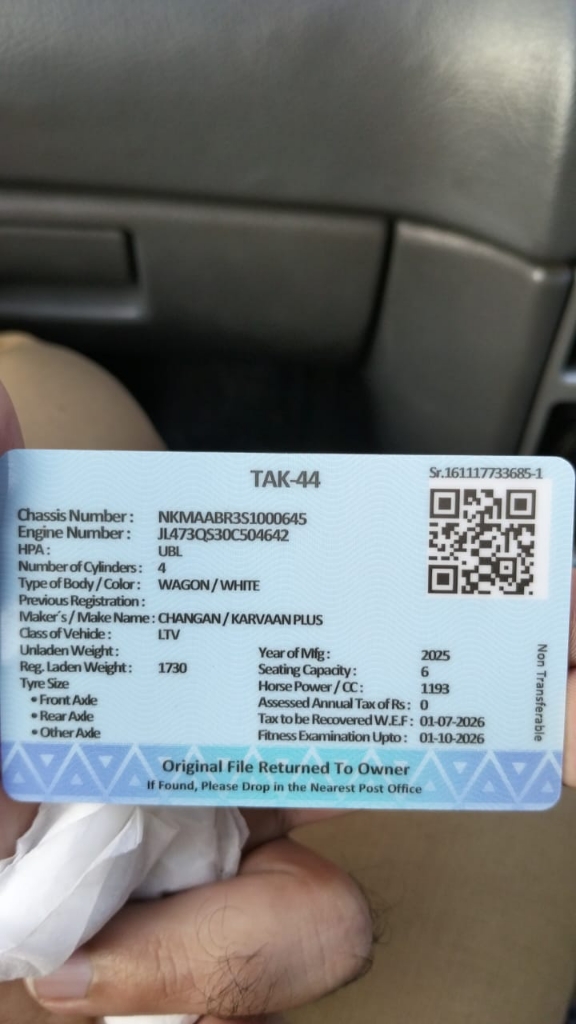 TAK-44
Sr.161117733685-1
Chassis Number : NKMAABR3S1000645
Engine Number : JL473QS30C504642
HPA : UBL
Number of Cylinders : 4
Type of Body / Color : WAGON / WHITE
Previous Registration :
Maker's / Make Name : CHANGAN / KARVAAN PLUS
Class of Vehicle : LTV
Unladen Weight :
Reg. Laden Weight : 1730
Tyre Size
• Front Axle
• Rear Axle
• Other Axle
Year of Mfg : 2025
Seating Capacity : 6
Horse Power / CC : 1193
Assessed Annual Tax of Rs : 0
Tax to be Recovered W.E.F : 01-07-2026
Fitness Examination Upto : 01-10-2026
Non Transferable
Original File Returned To Owner
If Found, Please Drop in the Nearest Post Office